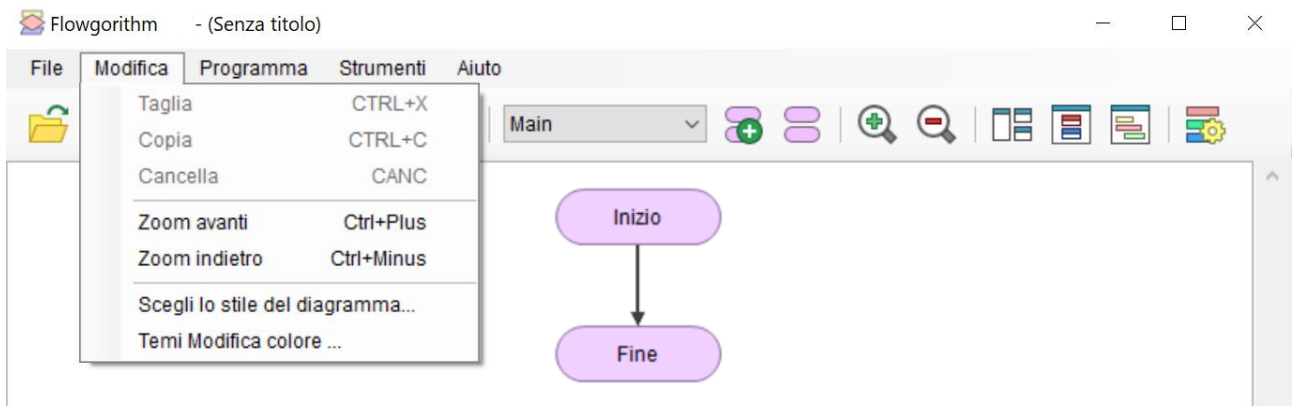 Flowgorithm - (Senza titolo)
File Modifica Programma Strumenti Aiuto
Taglia CTRL+X
Copia CTRL+C
Cancella CANC
Zoom avanti Ctrl+Plus
Zoom indietro Ctrl+Minus
Scegli lo stile del diagramma...
Temi Modifica colore ...
Main
Inizio
Fine